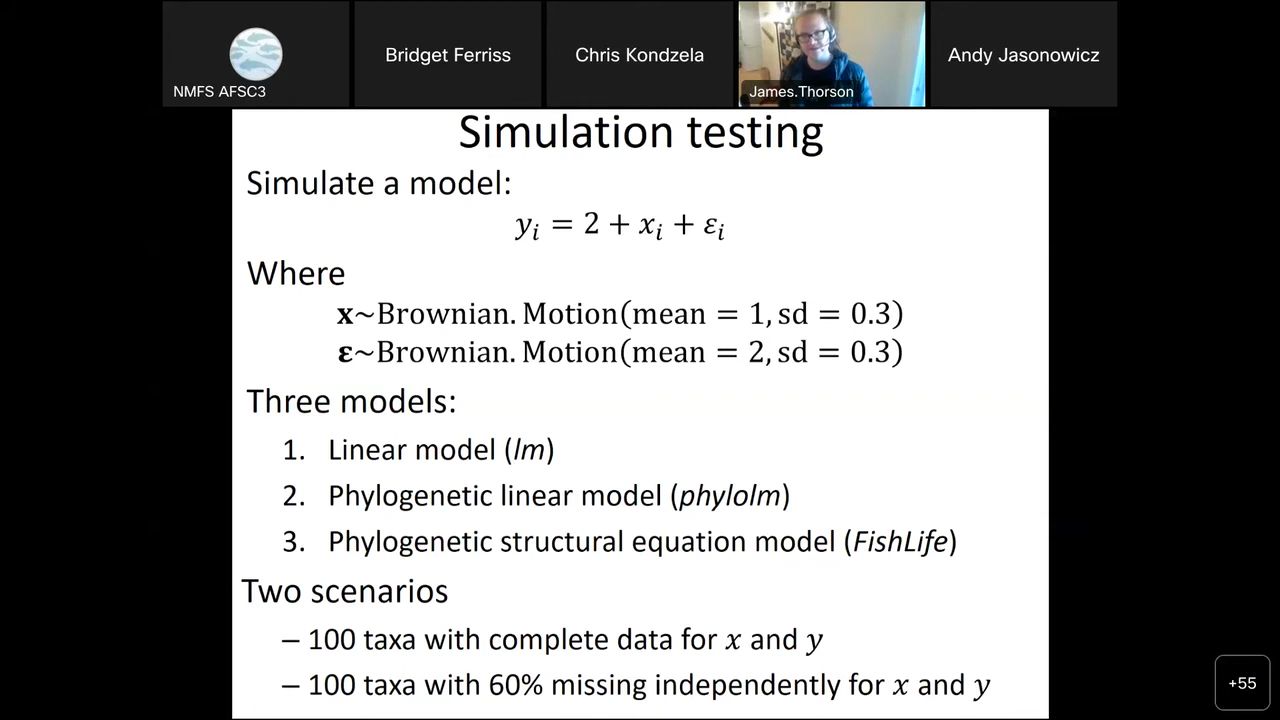 NMFS AFSC3
Bridget Ferriss
Chris Kondzela
James.Thorson
Andy Jasonowicz
Simulation testing
Simulate a model:
yᵢ = 2 + xᵢ + εᵢ
Where
𝐱~Brownian. Motion(mean = 1, sd = 0.3)
𝛆~Brownian. Motion(mean = 2, sd = 0.3)
Three models:
1. Linear model (lm)
2. Phylogenetic linear model (phylolm)
3. Phylogenetic structural equation model (FishLife)
Two scenarios
– 100 taxa with complete data for x and y
– 100 taxa with 60% missing independently for x and y
+55